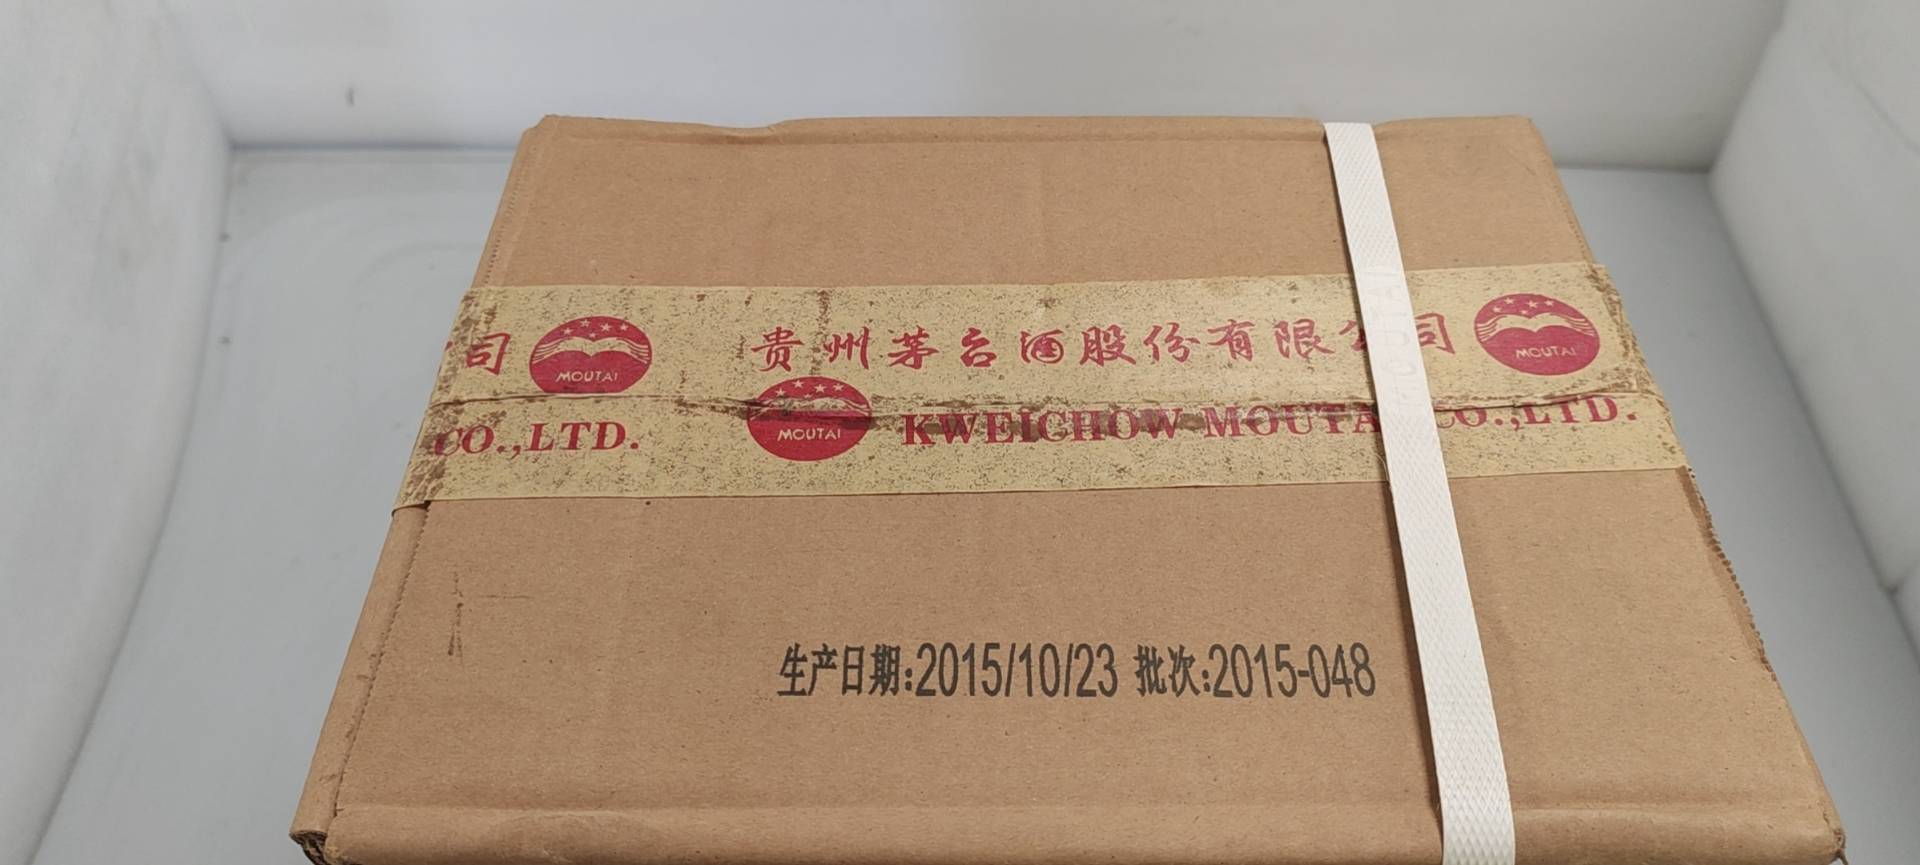 司 MOUTAI 贵州茅台酒股份有限公司 MOUTAI
CO.,LTD. MOUTAI KWEICHOW MOUTA CO.,LTD.
生产日期:2015/10/23 批次:2015-048